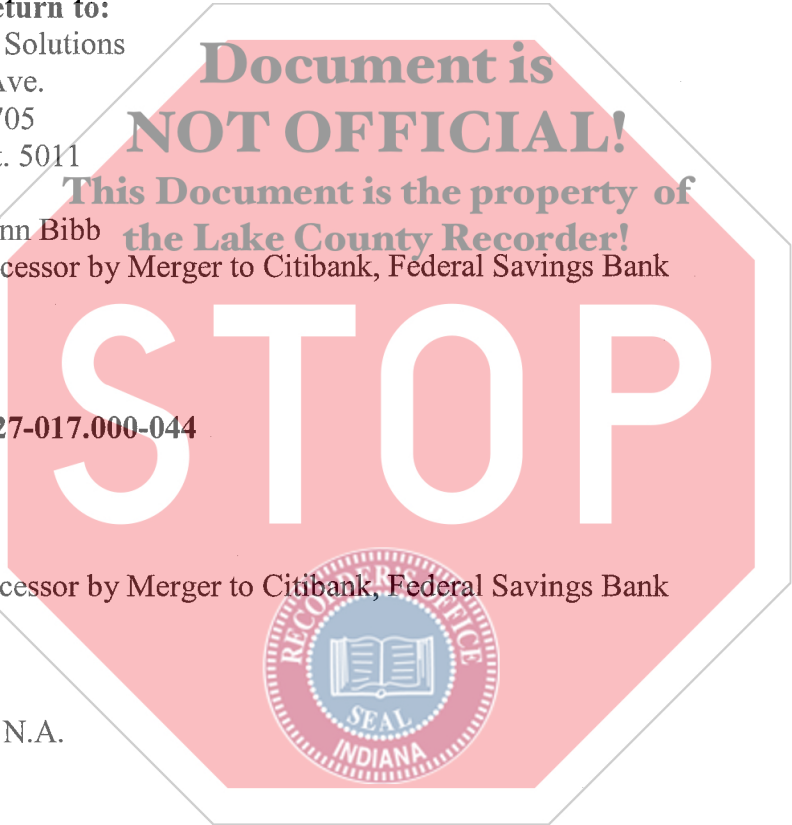 eturn to:
Solutions
Document is
Ave.
705
NOT OFFICIAL!
t. 5011
This Document is the property of
nn Bibb
the Lake County Recorder!
cessor by Merger to Citibank, Federal Savings Bank
STOP
27-017.000-044
cessor by Merger to Citibank, Federal Savings Bank
RECORDER'S OFFICE
SEAL
INDIANA
N.A.